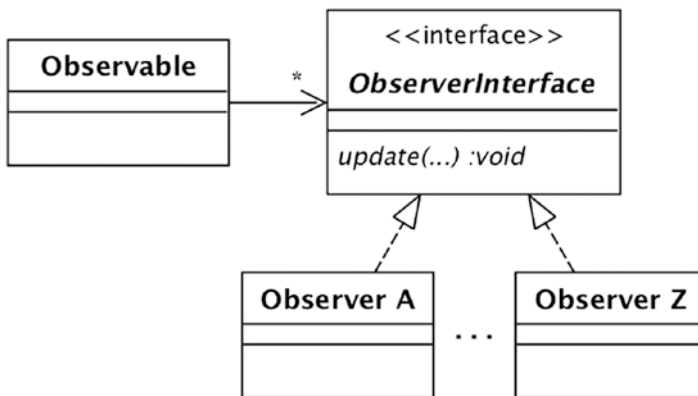 <<interface>>
Observable
*
ObserverInterface
update(...) :void
Observer A
...
Observer Z